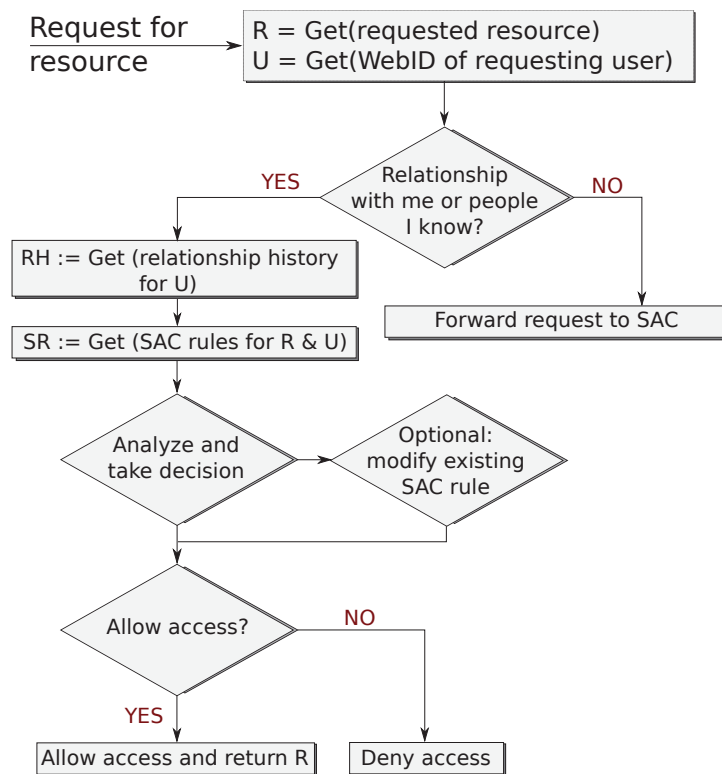 Request for
resource
R = Get(requested resource)
U = Get(WebID of requesting user)
Relationship
with me or people
I know?
YES
NO
RH := Get (relationship history
for U)
Forward request to SAC
SR := Get (SAC rules for R & U)
Analyze and
take decision
Optional:
modify existing
SAC rule
Allow access?
NO
YES
Allow access and return R
Deny access